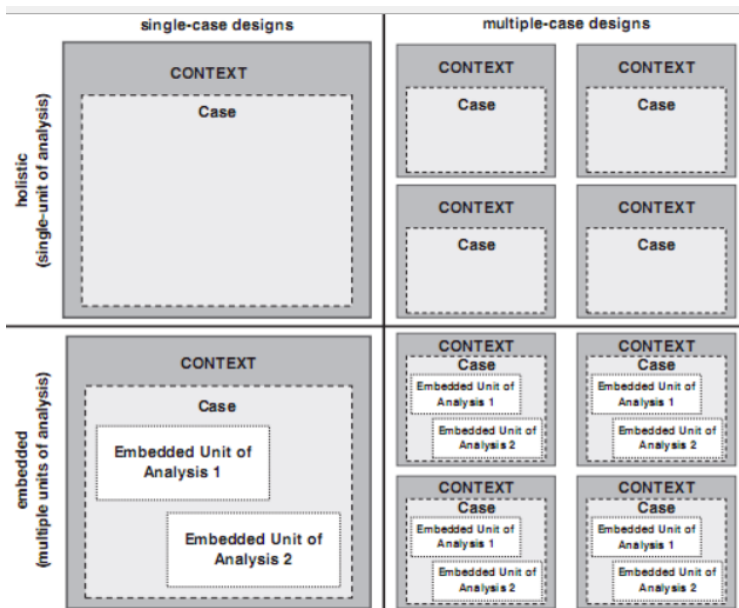 single-case designs
multiple-case designs
holistic
(single-unit of analysis)
CONTEXT
Case
CONTEXT
Case
CONTEXT
Case
CONTEXT
Case
CONTEXT
Case
embedded
(multiple units of analysis)
CONTEXT
Case
Embedded Unit of
Analysis 1
Embedded Unit of
Analysis 2
CONTEXT
Case
Embedded Unit of
Analysis 1
Embedded Unit of
Analysis 2
CONTEXT
Case
Embedded Unit of
Analysis 1
Embedded Unit of
Analysis 2
CONTEXT
Case
Embedded Unit of
Analysis 1
Embedded Unit of
Analysis 2
CONTEXT
Case
Embedded Unit of
Analysis 1
Embedded Unit of
Analysis 2